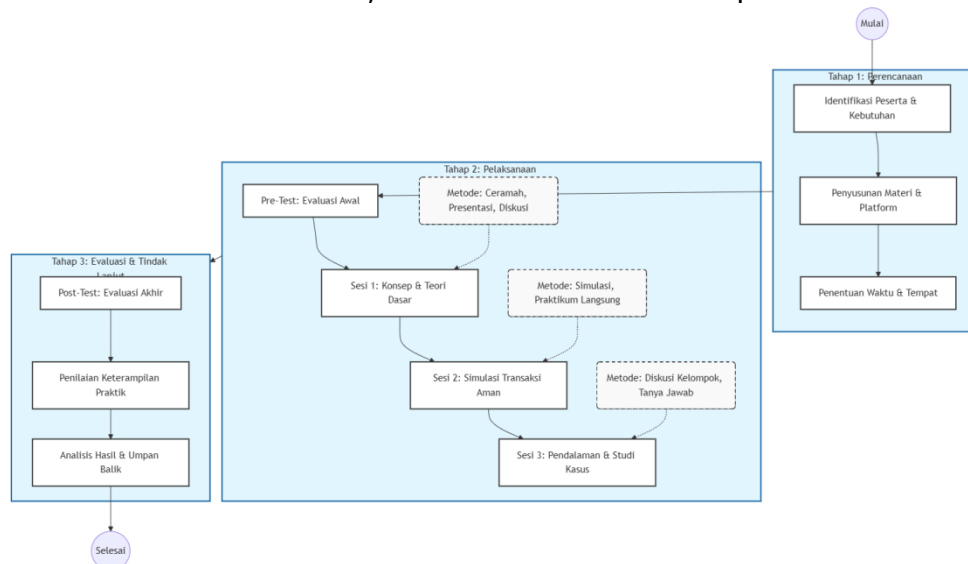 Mulai
Tahap 1: Perencanaan
Identifikasi Peserta &
Kebutuhan
Penyusunan Materi &
Platform
Penentuan Waktu & Tempat
Tahap 2: Pelaksanaan
Pre-Test: Evaluasi Awal
Metode: Ceramah,
Presentasi, Diskusi
Sesi 1: Konsep & Teori
Dasar
Metode: Simulasi,
Praktikum Langsung
Sesi 2: Simulasi Transaksi
Aman
Metode: Diskusi Kelompok,
Tanya Jawab
Sesi 3: Pendalaman & Studi
Kasus
Tahap 3: Evaluasi & Tindak
Lanjut
Post-Test: Evaluasi Akhir
Penilaian Keterampilan
Praktik
Analisis Hasil & Umpan
Balik
Selesai